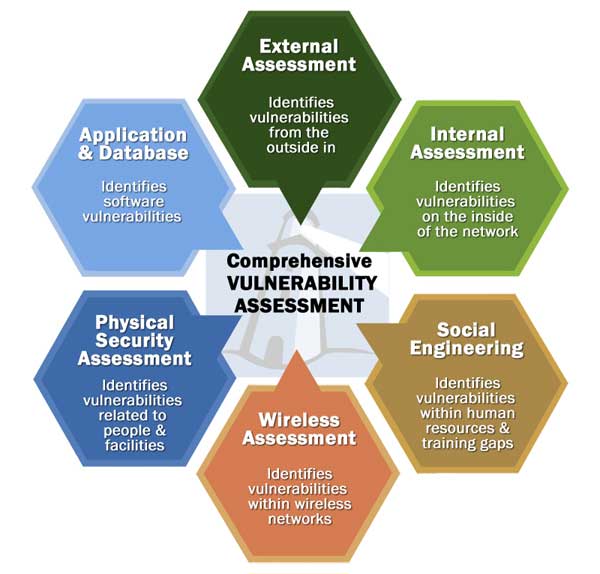 External
Assessment
Identifies
vulnerabilities
from the
outside in
Internal
Assessment
Identifies
vulnerabilities
on the inside
of the network
Social
Engineering
Identifies
vulnerabilities
within human
resources &
training gaps
Wireless
Assessment
Identifies
vulnerabilities
within wireless
networks
Physical
Security
Assessment
Identifies
vulnerabilities
related to
people &
facilities
Application
& Database
Identifies
software
vulnerabilities
Comprehensive
VULNERABILITY
ASSESSMENT